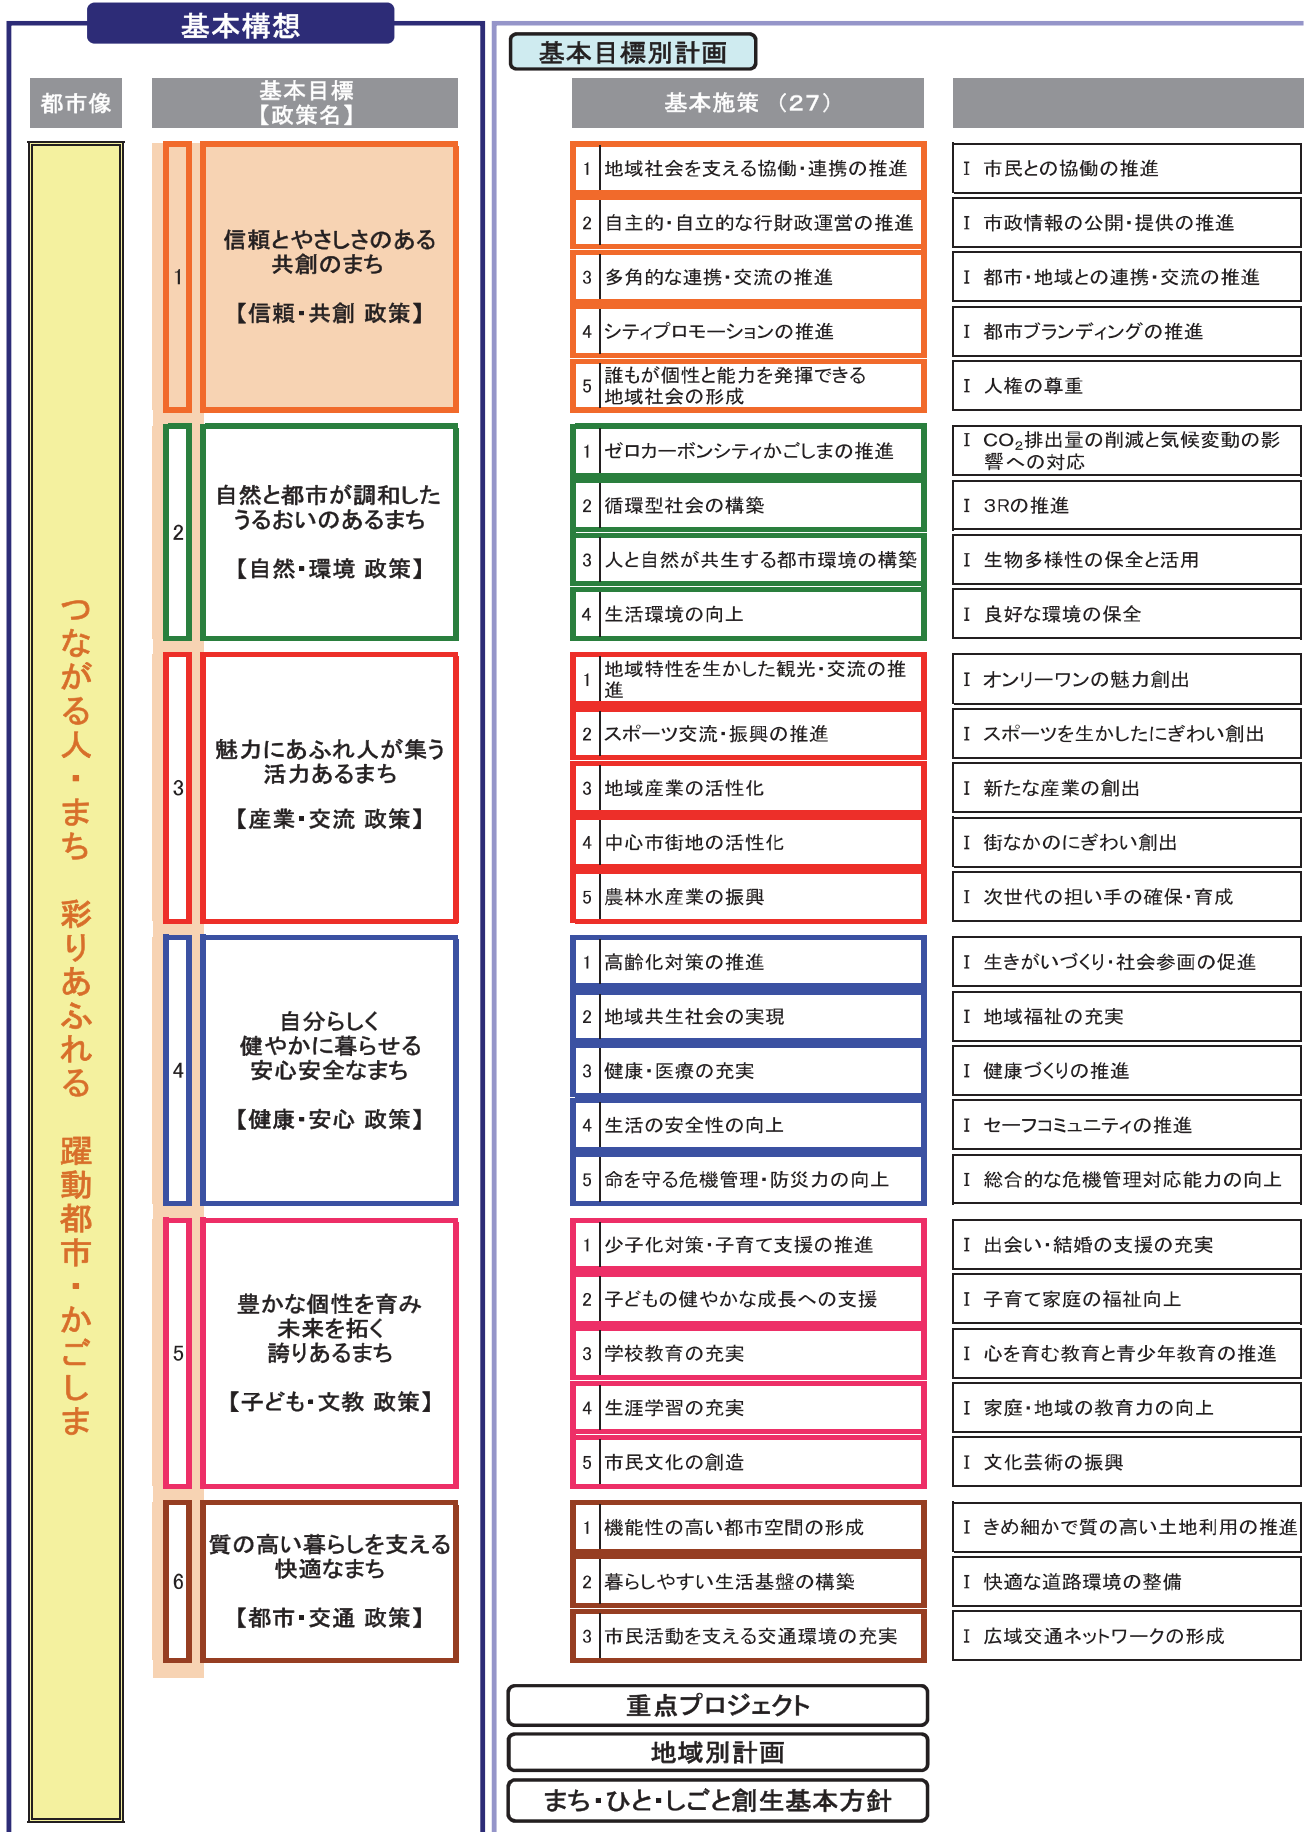 基本構想
基本目標別計画
都市像
基本目標
【政策名】
基本施策 （27）
つながる人・まち 彩りあふれる 躍動都市・かごしま
1
信頼とやさしさのある
共創のまち
【信頼・共創 政策】
1 地域社会を支える協働・連携の推進
Ⅰ 市民との協働の推進
2 自主的・自立的な行財政運営の推進
Ⅰ 市政情報の公開・提供の推進
3 多角的な連携・交流の推進
Ⅰ 都市・地域との連携・交流の推進
4 シティプロモーションの推進
Ⅰ 都市ブランディングの推進
5 誰もが個性と能力を発揮できる
地域社会の形成
Ⅰ 人権の尊重
2
自然と都市が調和した
うるおいのあるまち
【自然・環境 政策】
1 ゼロカーボンシティかごしまの推進
Ⅰ CO₂排出量の削減と気候変動の影
響への対応
2 循環型社会の構築
Ⅰ 3Rの推進
3 人と自然が共生する都市環境の構築
Ⅰ 生物多様性の保全と活用
4 生活環境の向上
Ⅰ 良好な環境の保全
3
魅力にあふれ人が集う
活力あるまち
【産業・交流 政策】
1 地域特性を生かした観光・交流の推
進
Ⅰ オンリーワンの魅力創出
2 スポーツ交流・振興の推進
Ⅰ スポーツを生かしたにぎわい創出
3 地域産業の活性化
Ⅰ 新たな産業の創出
4 中心市街地の活性化
Ⅰ 街なかのにぎわい創出
5 農林水産業の振興
Ⅰ 次世代の担い手の確保・育成
4
自分らしく
健やかに暮らせる
安心安全なまち
【健康・安心 政策】
1 高齢化対策の推進
Ⅰ 生きがいづくり・社会参画の促進
2 地域共生社会の実現
Ⅰ 地域福祉の充実
3 健康・医療の充実
Ⅰ 健康づくりの推進
4 生活の安全性の向上
Ⅰ セーフコミュニティの推進
5 命を守る危機管理・防災力の向上
Ⅰ 総合的な危機管理対応能力の向上
5
豊かな個性を育み
未来を拓く
誇りあるまち
【子ども・文教 政策】
1 少子化対策・子育て支援の推進
Ⅰ 出会い・結婚の支援の充実
2 子どもの健やかな成長への支援
Ⅰ 子育て家庭の福祉向上
3 学校教育の充実
Ⅰ 心を育む教育と青少年教育の推進
4 生涯学習の充実
Ⅰ 家庭・地域の教育力の向上
5 市民文化の創造
Ⅰ 文化芸術の振興
6
質の高い暮らしを支える
快適なまち
【都市・交通 政策】
1 機能性の高い都市空間の形成
Ⅰ きめ細かで質の高い土地利用の推進
2 暮らしやすい生活基盤の構築
Ⅰ 快適な道路環境の整備
3 市民活動を支える交通環境の充実
Ⅰ 広域交通ネットワークの形成
重点プロジェクト
地域別計画
まち・ひと・しごと創生基本方針